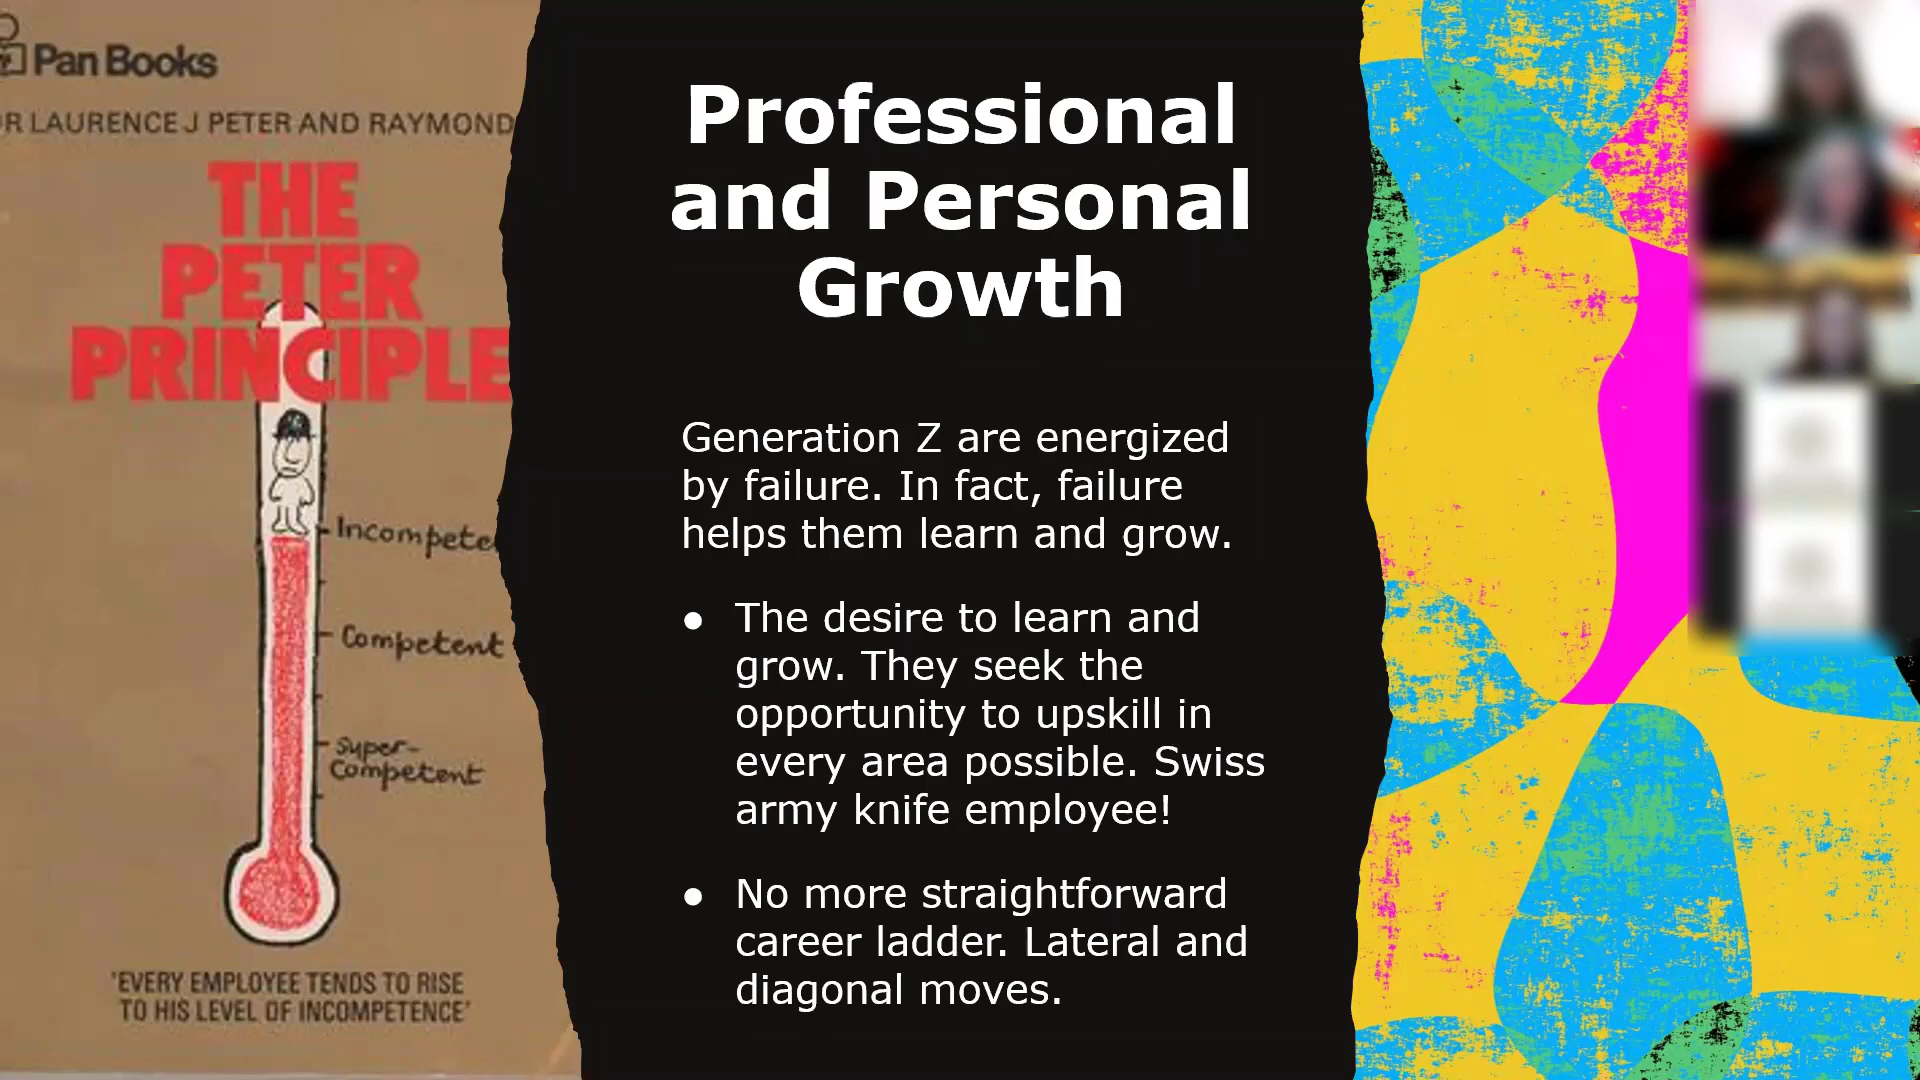 Pan Books
R LAURENCE J PETER AND RAYMOND
THE
PETER
PRINCIPLE
Incompete
Competent
Super-
Competent
'EVERY EMPLOYEE TENDS TO RISE
TO HIS LEVEL OF INCOMPETENCE'
Professional
and Personal
Growth
Generation Z are energized
by failure. In fact, failure
helps them learn and grow.
● The desire to learn and
grow. They seek the
opportunity to upskill in
every area possible. Swiss
army knife employee!
● No more straightforward
career ladder. Lateral and
diagonal moves.